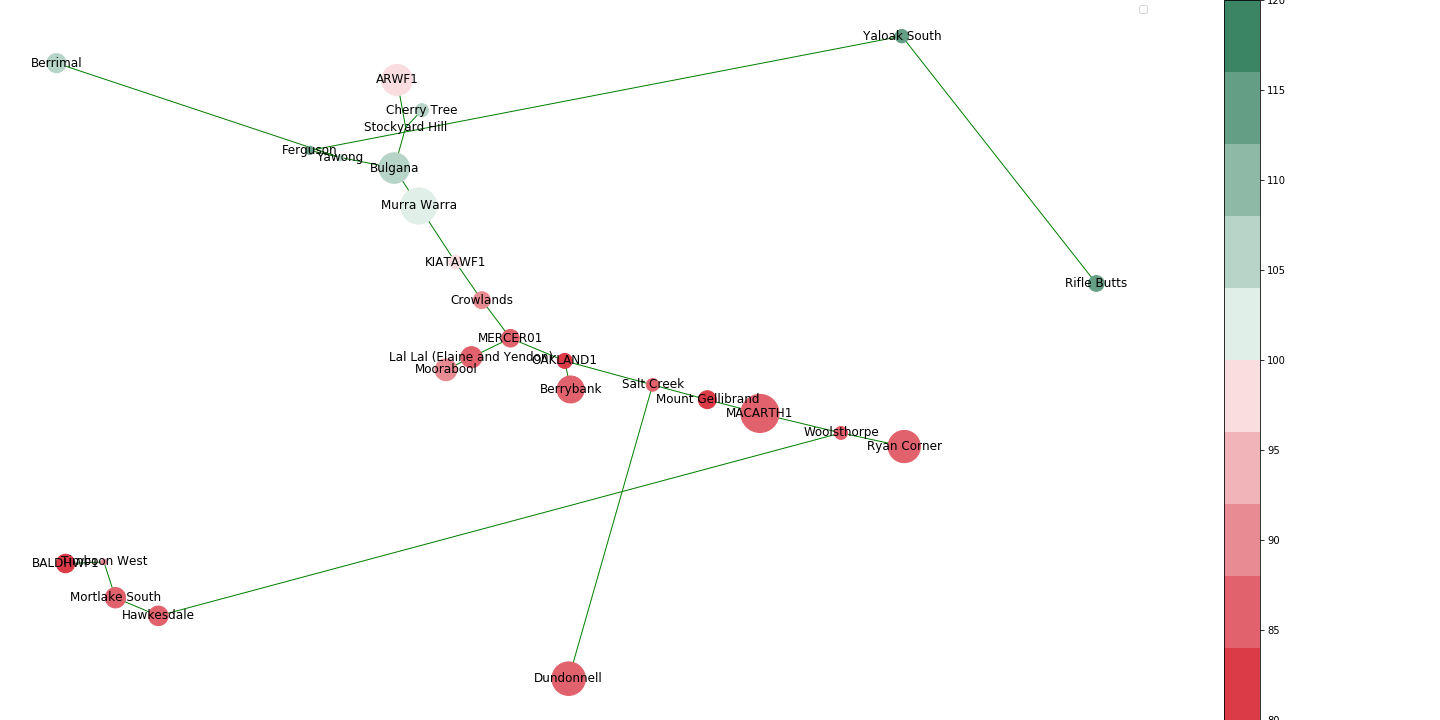 120
Yaloak South
Berrimal
ARWF1
115
Cherry Tree
Stockyard Hill
Ferguson
Yawong
Bulgana
110
Murra Warra
KIATAWF1
105
Rifle Butts
Crowlands
MERCER01
Lal Lal (Elaine and Yendon)
OAKLAND1
100
Moorabool
Salt Creek
Berrybank
Mount Gellibrand
MACARTH1
Woolsthorpe
Ryan Corner
95
90
BALDHWF1
Timboon West
Mortlake South
Hawkesdale
85
Dundonnell
80